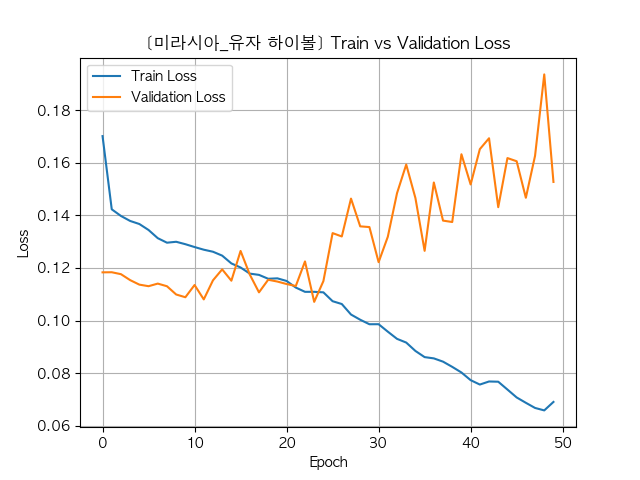 [미라시아_유자 하이볼] Train vs Validation Loss
Train Loss
Validation Loss
0.18
0.16
0.14
0.12
0.10
0.08
0.06
Loss
0 10 20 30 40 50
Epoch